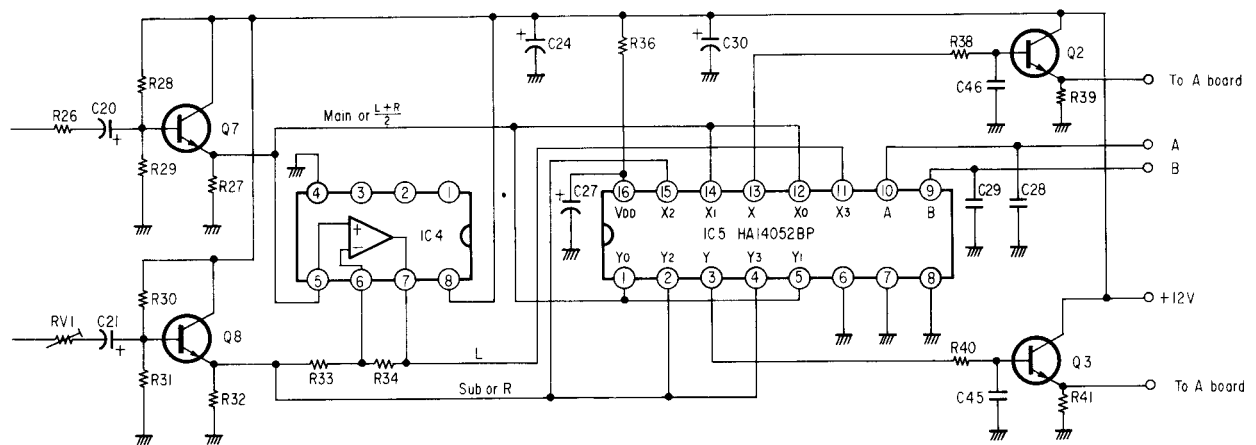 C24
R36
C30
R38
Q2
R28
C46
To A board
R26
C20
Q7
Main or L+R/2
R39
A
R29
R27
B
4 3 2 1
C27
16 15 14 13 12 11 10 9
C29
C28
VDD X2 X1 X X0 X3 A B
IC4
IC5 HA14052BP
Y0 Y2 Y Y3 Y1
5 6 7 8
1 2 3 4 5 6 7 8
R30
+12V
RV1
C21
Q8
L
R40
Q3
R33
R34
R31
R32
Sub or R
C45
To A board
R41